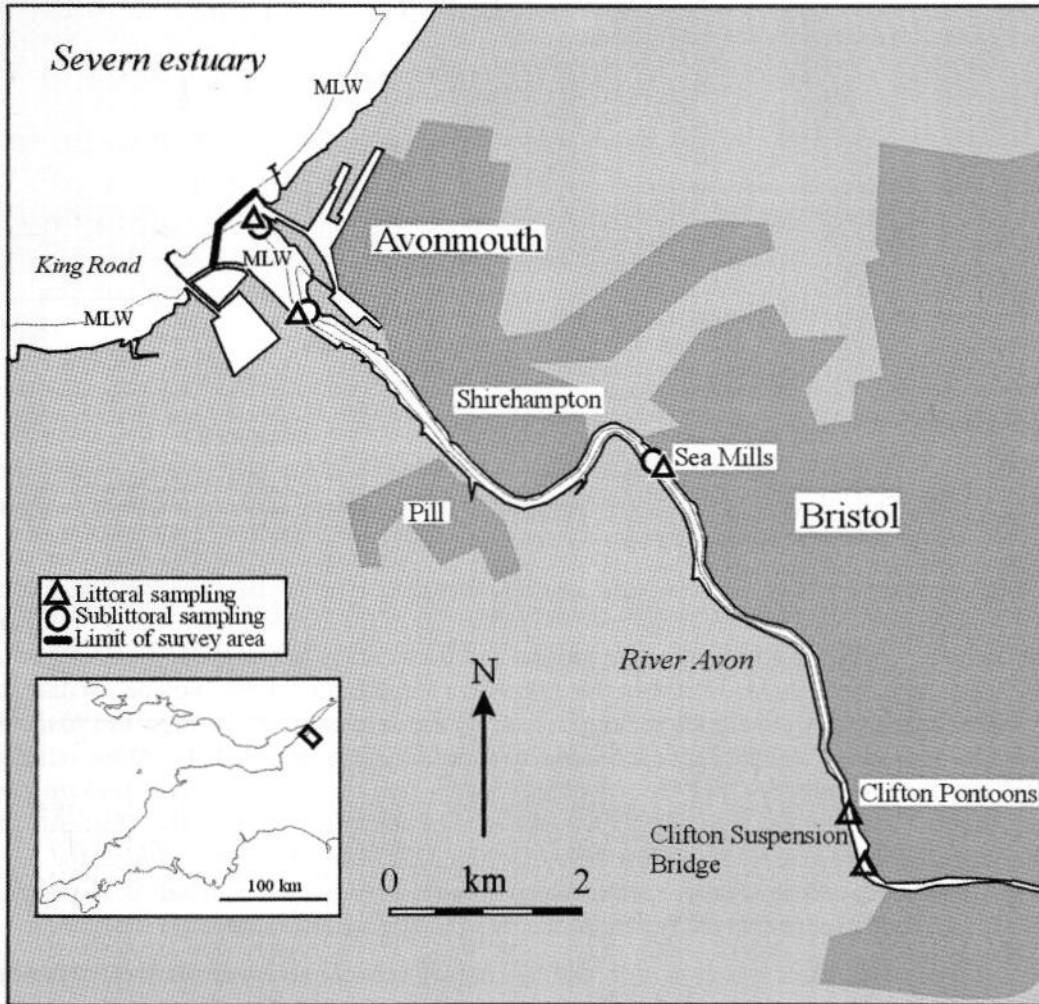 Severn estuary
MLW
Avonmouth
King Road
MLW
MLW
Shirehampton
Sea Mills
Pill
Bristol
Littoral sampling
Sublittoral sampling
Limit of survey area
N
River Avon
Clifton Pontoons
Clifton Suspension
Bridge
100 km
0 km 2